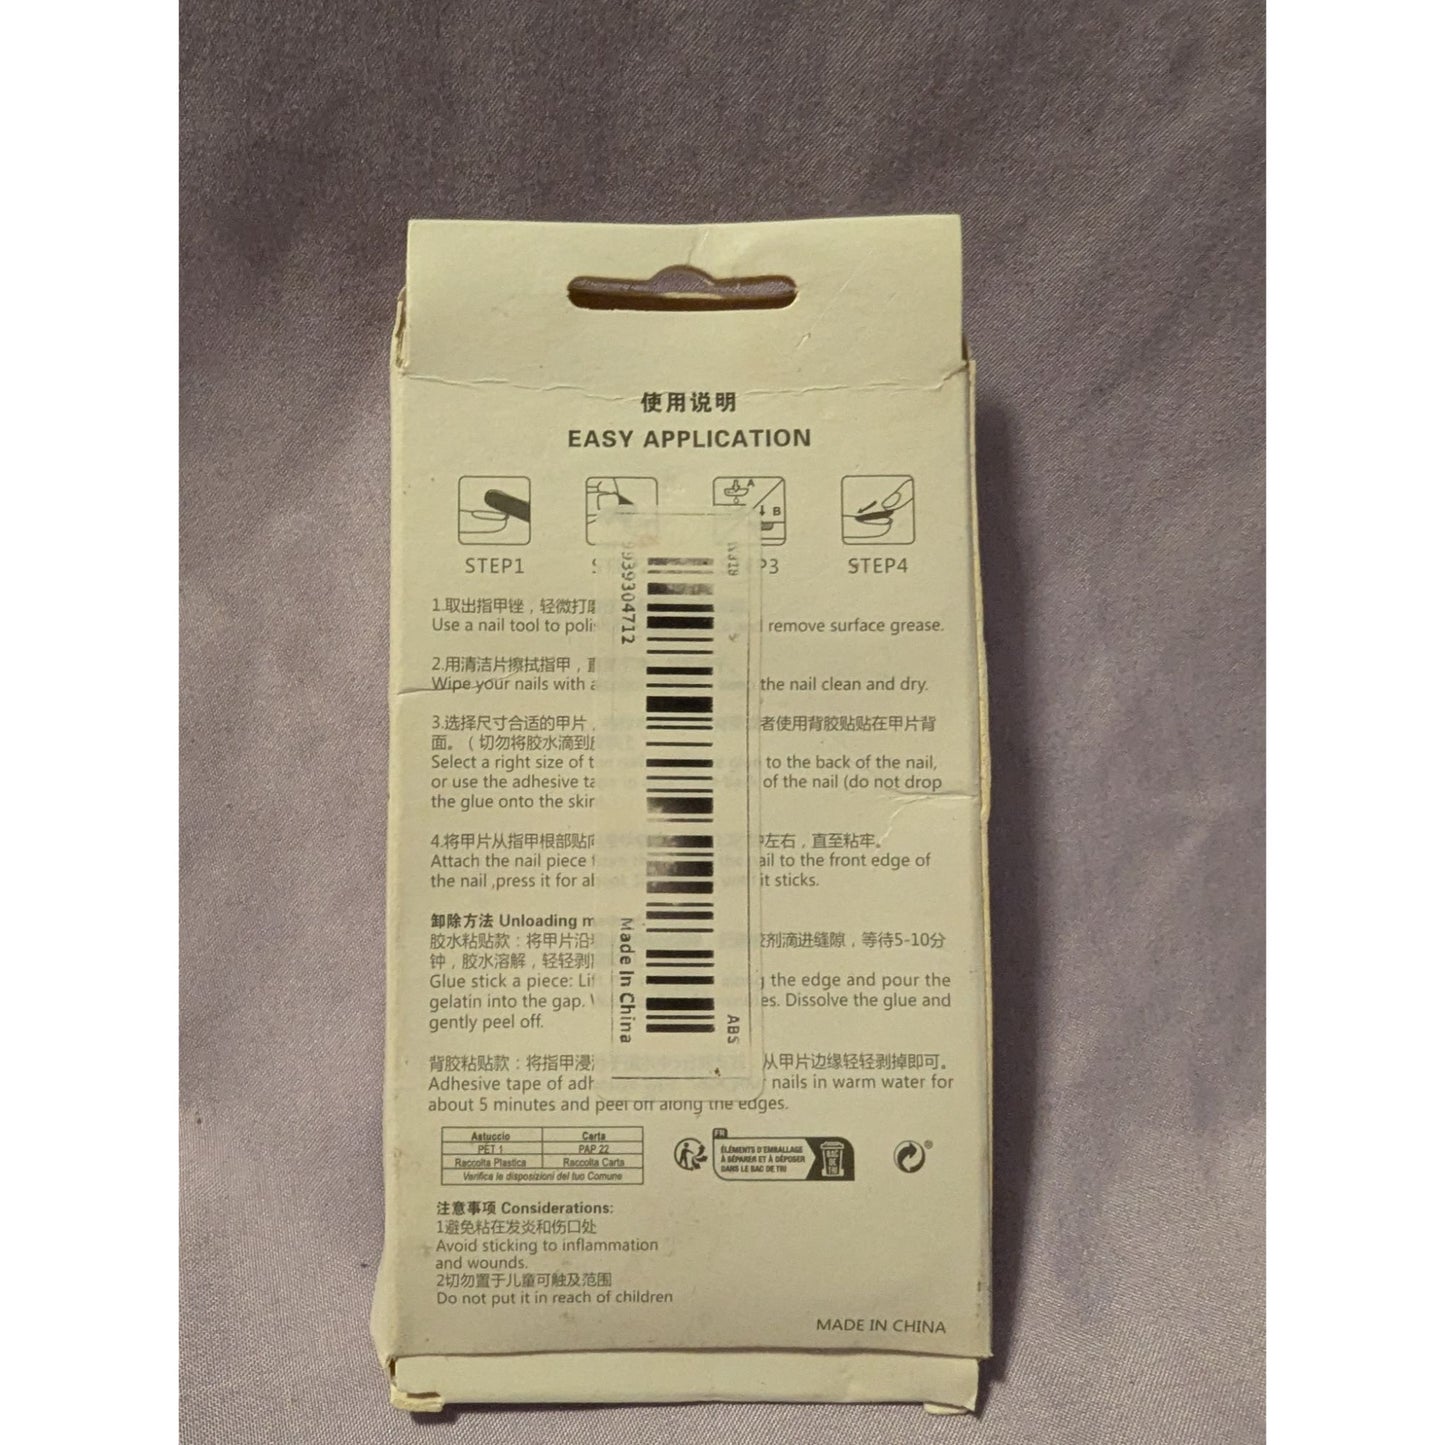 使用说明
EASY APPLICATION
A
B
STEP1
STEP4
1.取出指甲锉，轻微打磨
Use a nail tool to
remove surface grease.
2.用清洁片擦拭指甲，
Wipe your nails with
the nail clean and dry.
3.选择尺寸合适的甲片，
者使用背胶贴贴在甲片背
面。（切勿将胶水滴到
Select a right size of
to the back of the nail,
or use the adhesive
of the nail (do not drop
the glue onto the
4.将甲片从指甲根部贴向
左右，直至粘牢。
Attach the nail piece
to the front edge of
the nail ,press it for
it sticks.
卸除方法 Unloading
胶水粘贴款：将甲片沿
剂滴进缝隙，等待5-10分
钟，胶水溶解，轻轻剥
Glue stick a piece:
the edge and pour the
gelatin into the gap.
Dissolve the glue and
gently peel off.
背胶粘贴款：将指甲浸
从甲片边缘轻轻剥掉即可。
Adhesive tape of
nails in warm water for
about 5 minutes and peel off along the edges.
9939304712
Made In China
ABS
Astuccio Carta
PET 1 PAP 22
Raccolta Plastica Raccolta Carta
Verifica le disposizioni del tuo Comune
FR
ÉLÉMENTS D'EMBALLAGE
À SÉPARER ET À DÉPOSER
DANS LE BAC DE TRI
BAC
DE
TRI
®
注意事项 Considerations:
1避免粘在发炎和伤口处
Avoid sticking to inflammation
and wounds.
2切勿置于儿童可触及范围
Do not put it in reach of children
MADE IN CHINA